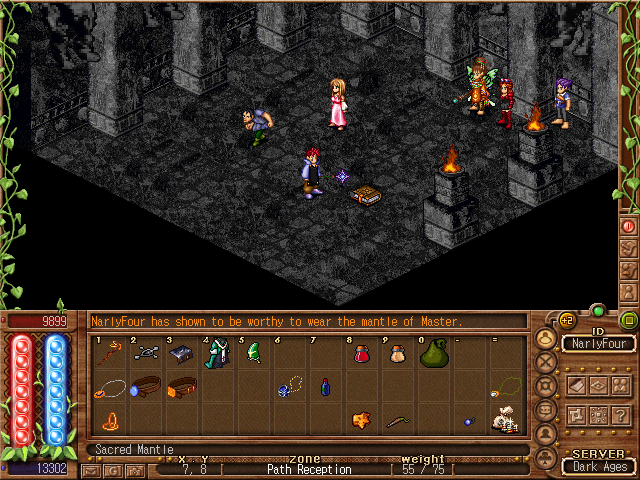 9899
NarlyFour has shown to be worthy to wear the mantle of Master.
+2
ID
NarlyFour
1 2 3 4 5 6 7 8 9 0 - =
?
Sacred Mantle
SERVER
Dark Ages
13302
G
x, y zone weight
7, 8 [ Path Reception ] 55 / 75 [